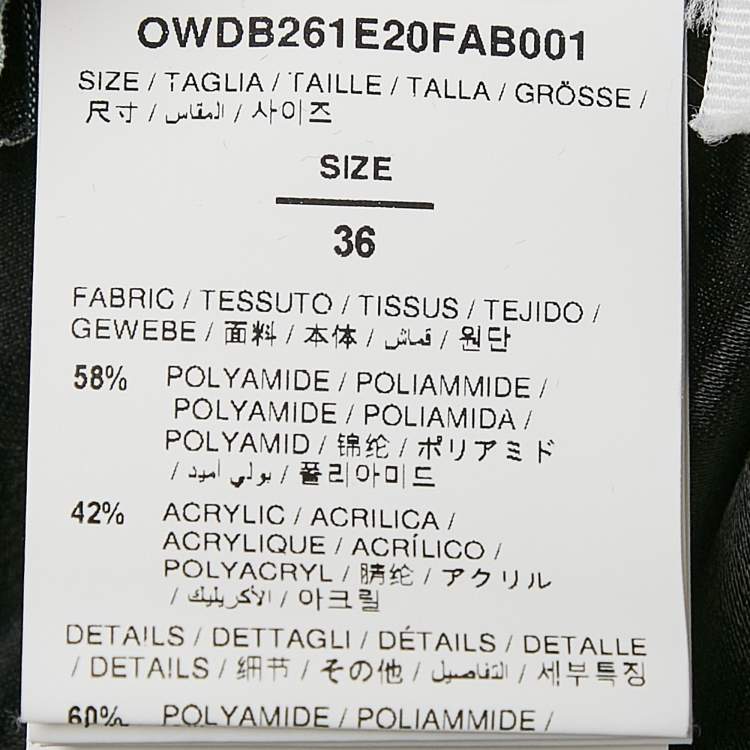 OWDB261E20FAB001
SIZE / TAGLIA / TAILLE / TALLA / GRÖSSE /
尺寸 / المقاس / 사이즈
SIZE
36
FABRIC / TESSUTO / TISSUS / TEJIDO /
GEWEBE / 面料 / 本体 / قماش / 원단
58% POLYAMIDE / POLIAMMIDE /
POLYAMIDE / POLIAMIDA /
POLYAMID / 锦纶 / ポリアミド
/ بولي أميد / 폴리아미드
42% ACRYLIC / ACRILICA /
ACRYLIQUE / ACRÍLICO /
POLYACRYL / 腈纶 / アクリル
/ الأكريليك / 아크릴
DETAILS / DETTAGLI / DÉTAILS / DETALLE
/ DETAILS / 细节 / その他 / التفاصيل / 세부특징
60% POLYAMIDE / POLIAMMIDE /